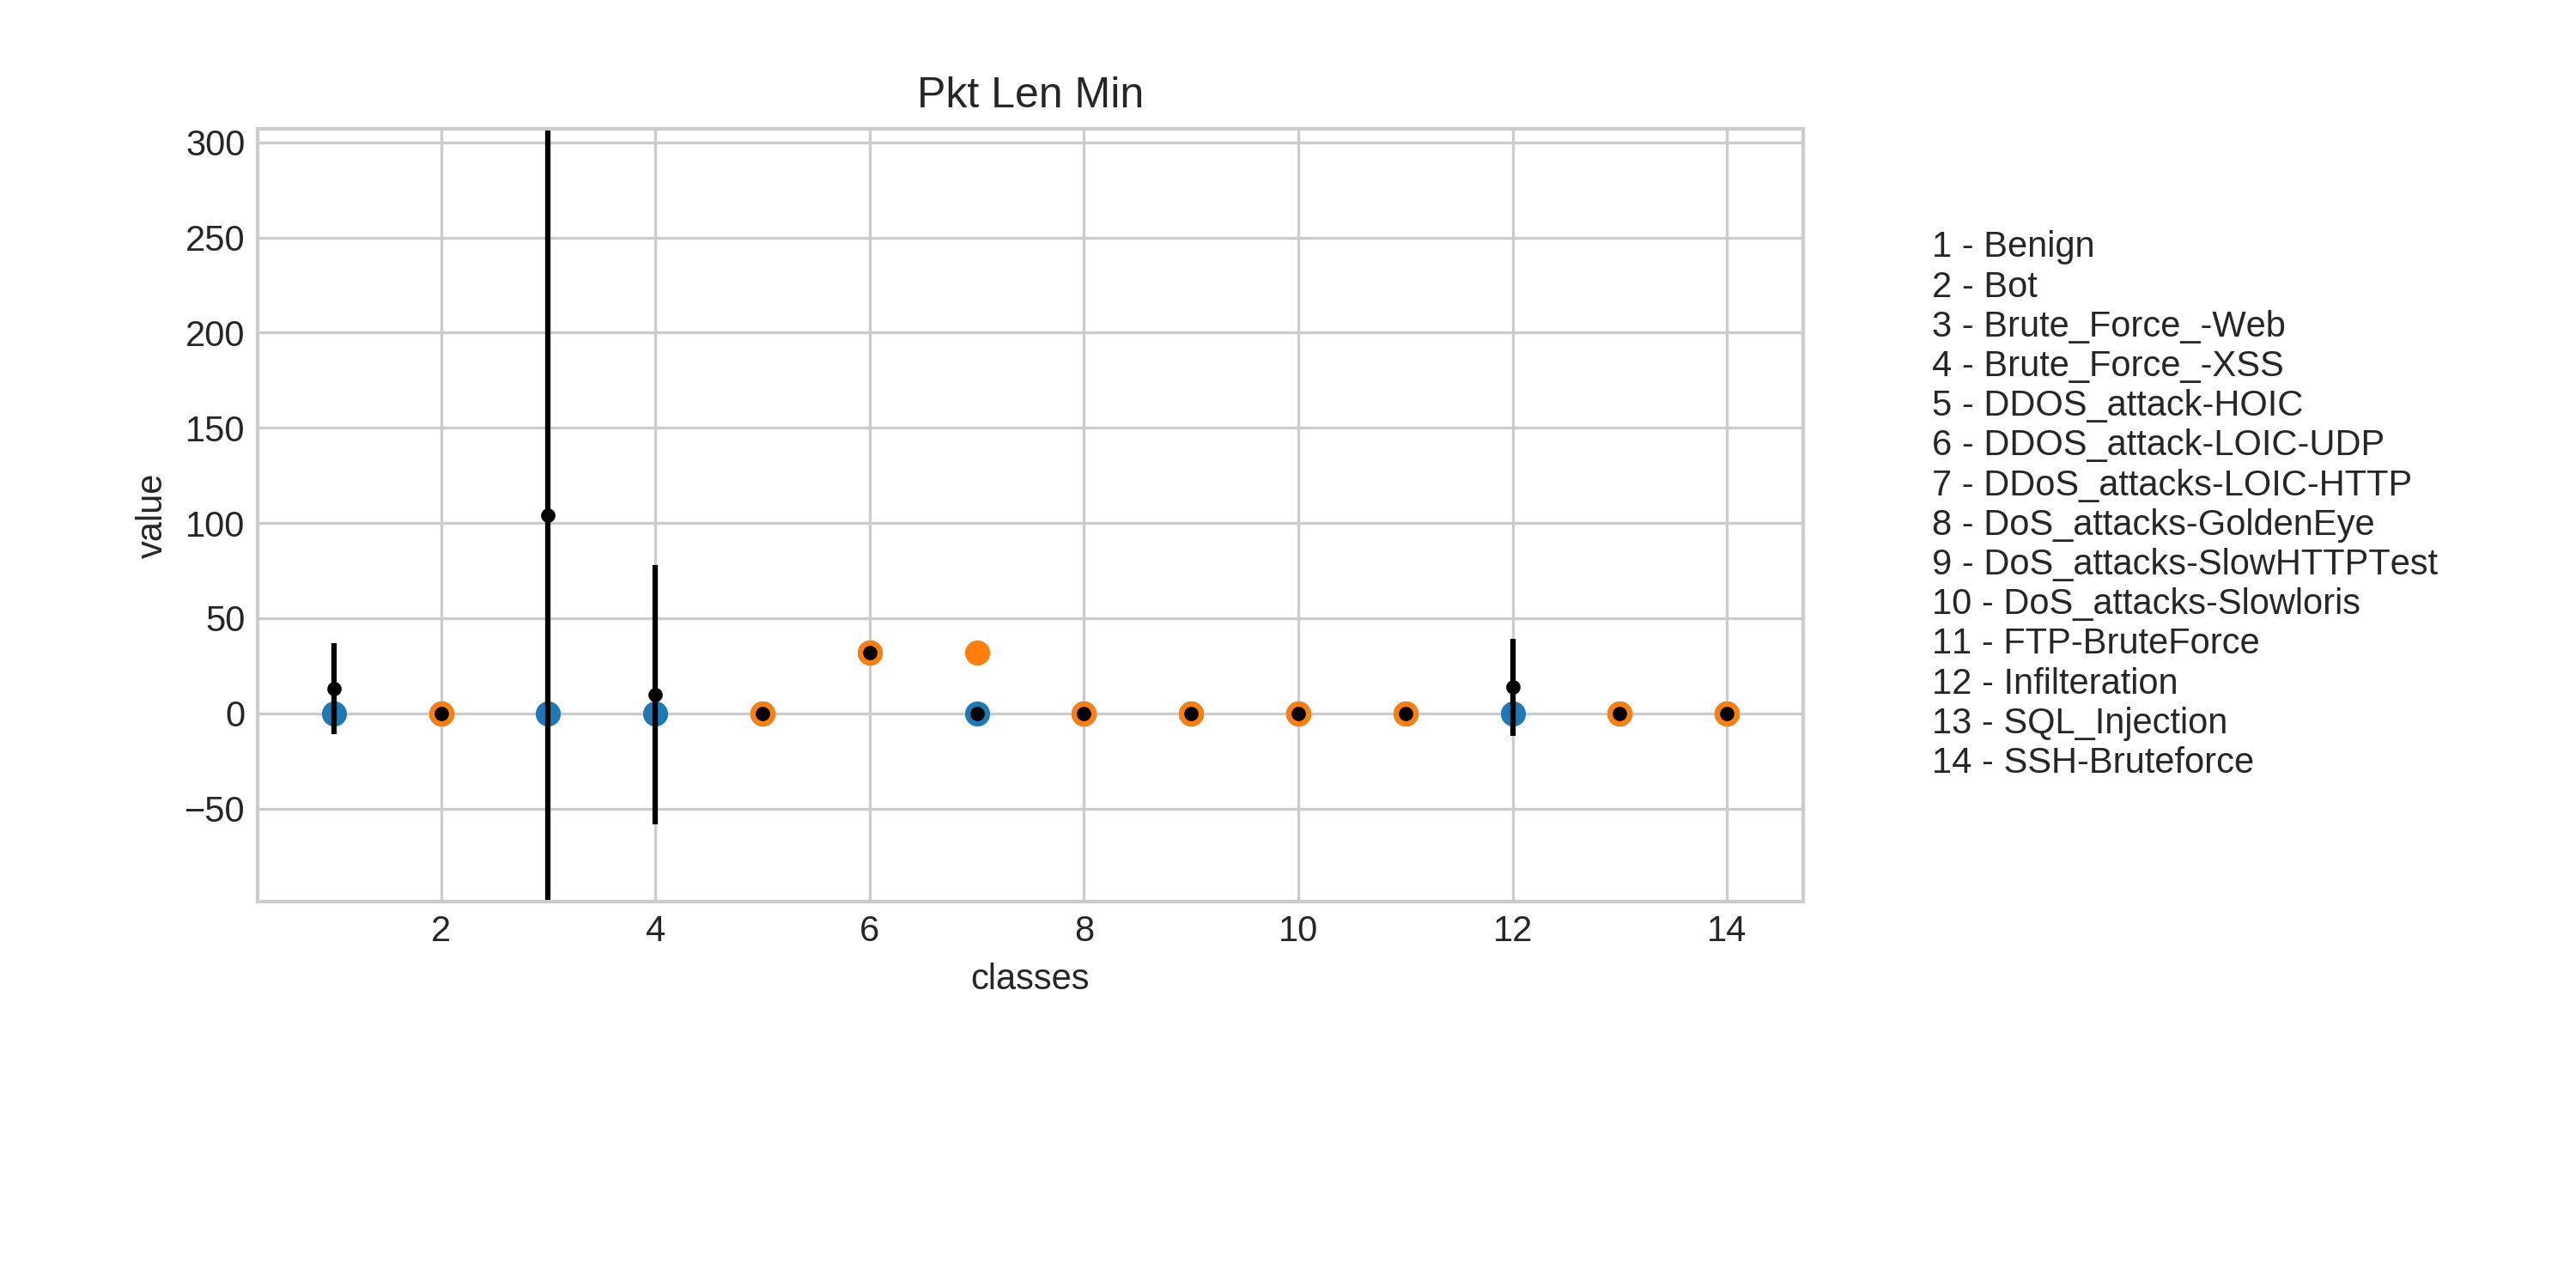 Pkt Len Min
300
250
200
150
100
50
0
−50
value
2 4 6 8 10 12 14
classes
1 - Benign
2 - Bot
3 - Brute_Force_-Web
4 - Brute_Force_-XSS
5 - DDOS_attack-HOIC
6 - DDOS_attack-LOIC-UDP
7 - DDoS_attacks-LOIC-HTTP
8 - DoS_attacks-GoldenEye
9 - DoS_attacks-SlowHTTPTest
10 - DoS_attacks-Slowloris
11 - FTP-BruteForce
12 - Infilteration
13 - SQL_Injection
14 - SSH-Bruteforce